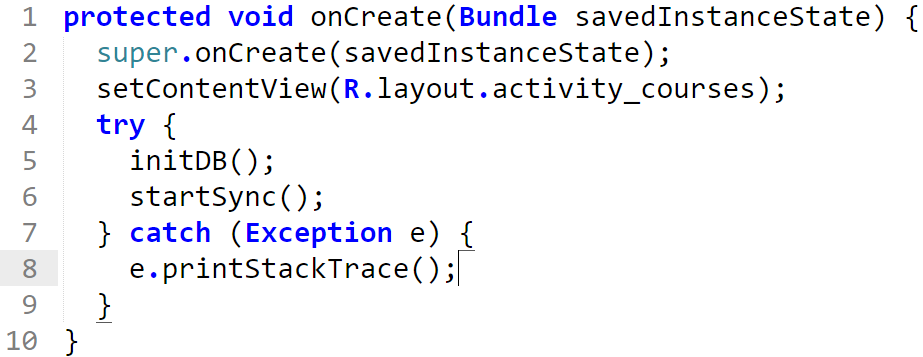 1 protected void onCreate(Bundle savedInstanceState) {
2   super.onCreate(savedInstanceState);
3   setContentView(R.layout.activity_courses);
4   try {
5     initDB();
6     startSync();
7   } catch (Exception e) {
8     e.printStackTrace();
9   }
10 }